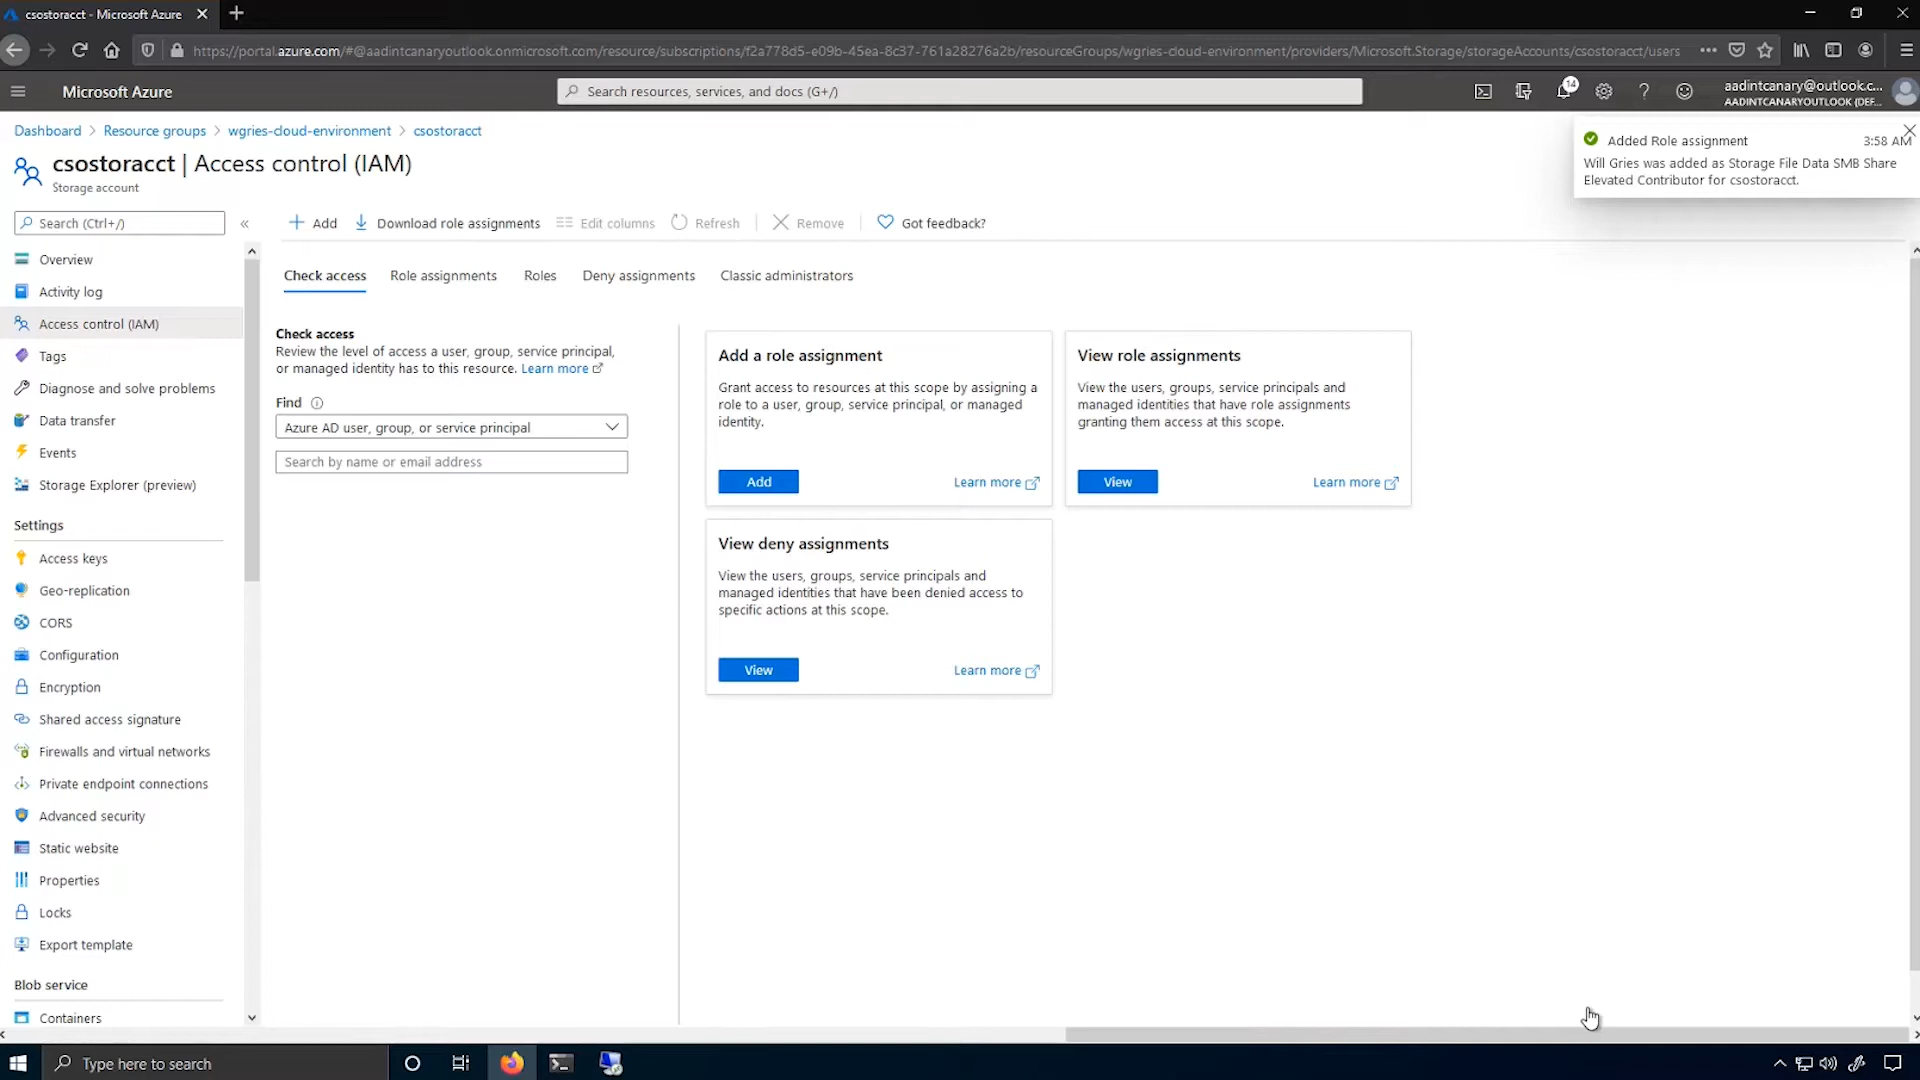 csostoracct - Microsoft Azure
https://portal.azure.com/#@aadintcanaryoutlook.onmicrosoft.com/resource/subscriptions/f2a778d5-e09b-45ea-8c37-761a28276a2b/resourceGroups/wgries-cloud-environment/providers/Microsoft.Storage/storageAccounts/csostoracct/users
Microsoft Azure
Search resources, services, and docs (G+/)
14
aadintcanary@outlook.c...
AADINTCANARYOUTLOOK (DEF...
Dashboard > Resource groups > wgries-cloud-environment > csostoracct
Added Role assignment 3:58 AM
Will Gries was added as Storage File Data SMB Share
Elevated Contributor for csostoracct.
csostoracct | Access control (IAM)
Storage account
Search (Ctrl+/)
«
Overview
Activity log
Access control (IAM)
Tags
Diagnose and solve problems
Data transfer
Events
Storage Explorer (preview)
Settings
Access keys
Geo-replication
CORS
Configuration
Encryption
Shared access signature
Firewalls and virtual networks
Private endpoint connections
Advanced security
Static website
Properties
Locks
Export template
Blob service
Containers
Add
Download role assignments
Edit columns
Refresh
Remove
Got feedback?
Check access
Role assignments
Roles
Deny assignments
Classic administrators
Check access
Review the level of access a user, group, service principal,
or managed identity has to this resource. Learn more
Find
Azure AD user, group, or service principal
Search by name or email address
Add a role assignment
Grant access to resources at this scope by assigning a
role to a user, group, service principal, or managed
identity.
Add
Learn more
View role assignments
View the users, groups, service principals and
managed identities that have role assignments
granting them access at this scope.
View
Learn more
View deny assignments
View the users, groups, service principals and
managed identities that have been denied access to
specific actions at this scope.
View
Learn more
Type here to search